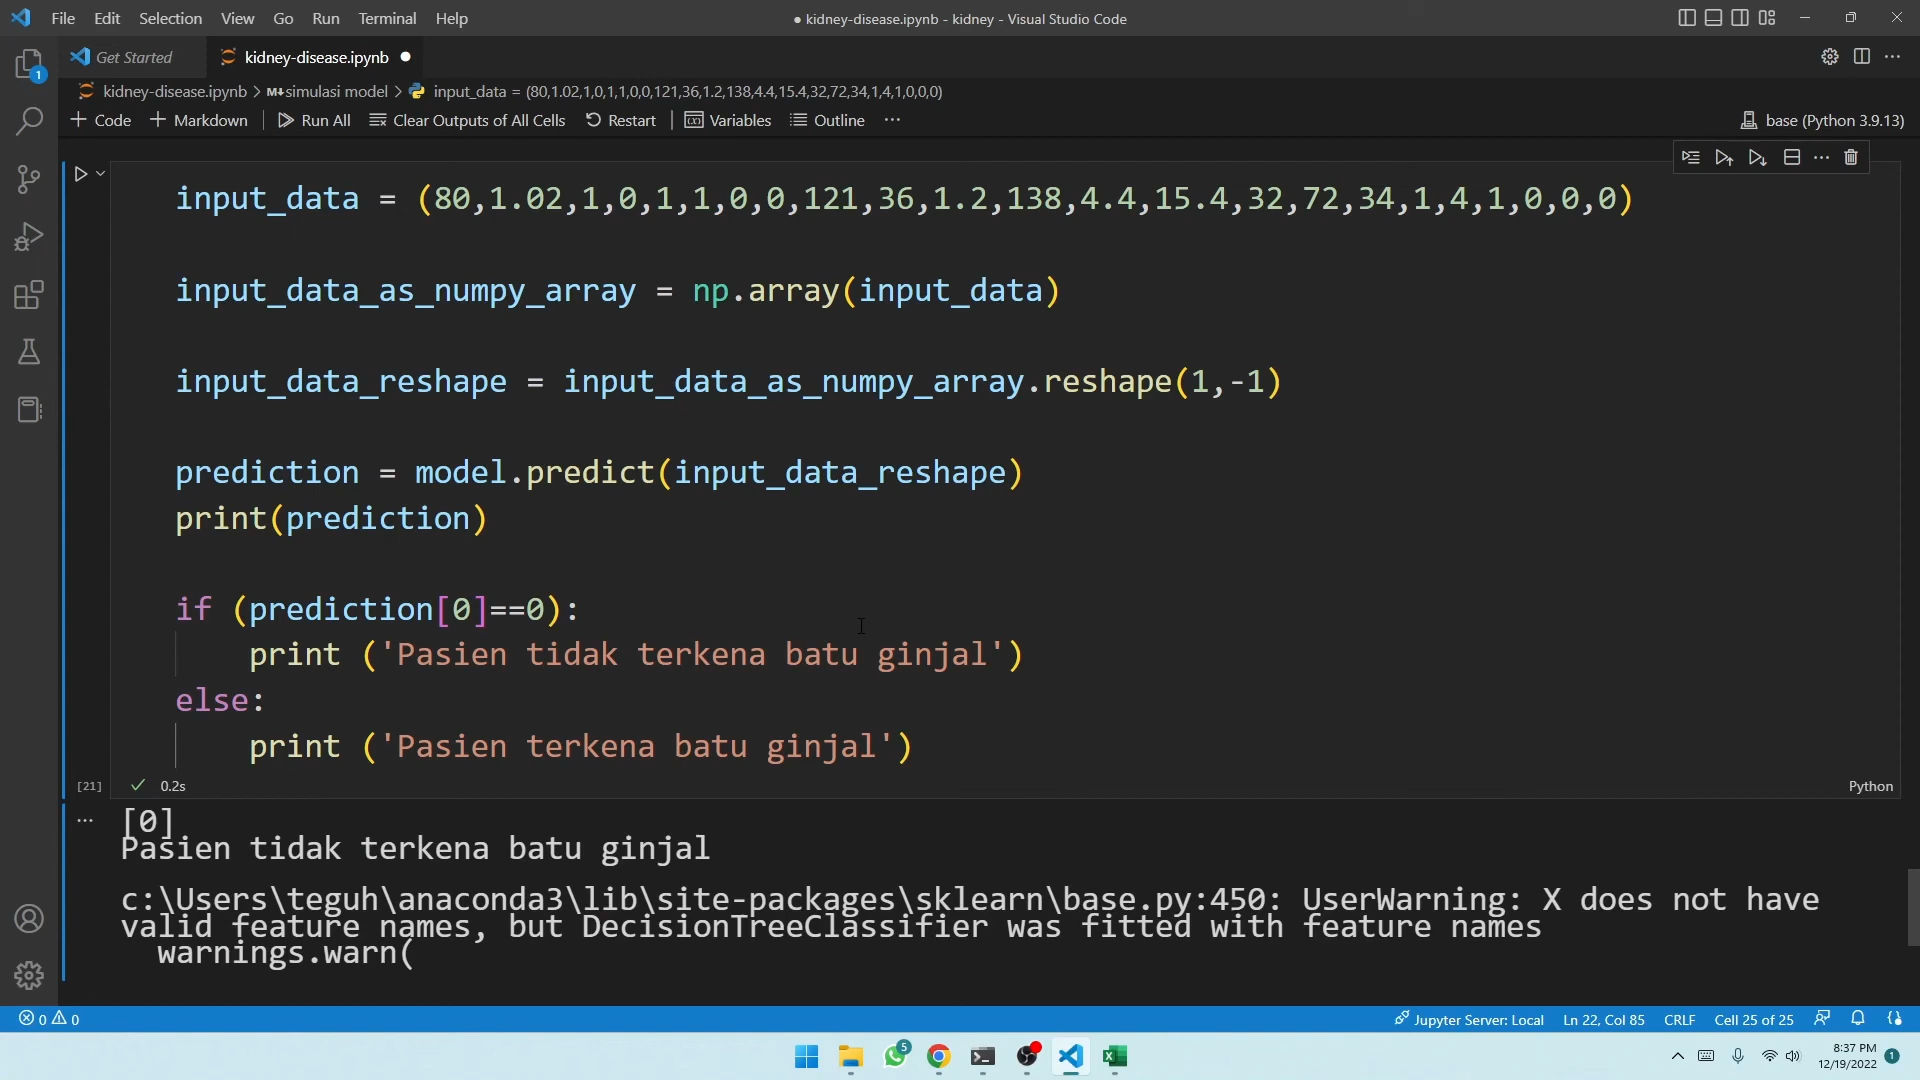 File Edit Selection View Go Run Terminal Help
● kidney-disease.ipynb - kidney - Visual Studio Code
1
Get Started
kidney-disease.ipynb ●
kidney-disease.ipynb > M↓simulasi model > input_data = (80,1.02,1,0,1,1,0,0,121,36,1.2,138,4.4,15.4,32,72,34,1,4,1,0,0,0)
+ Code + Markdown Run All Clear Outputs of All Cells Restart Variables Outline ...
base (Python 3.9.13)
input_data = (80,1.02,1,0,1,1,0,0,121,36,1.2,138,4.4,15.4,32,72,34,1,4,1,0,0,0)
input_data_as_numpy_array = np.array(input_data)
input_data_reshape = input_data_as_numpy_array.reshape(1,-1)
prediction = model.predict(input_data_reshape)
print(prediction)
if (prediction[0]==0):
print ('Pasien tidak terkena batu ginjal')
else:
print ('Pasien terkena batu ginjal')
[21] ✓ 0.2s
Python
[0]
Pasien tidak terkena batu ginjal
c:\Users\teguh\anaconda3\lib\site-packages\sklearn\base.py:450: UserWarning: X does not have
valid feature names, but DecisionTreeClassifier was fitted with feature names
warnings.warn(
0 0
Jupyter Server: Local Ln 22, Col 85 CRLF Cell 25 of 25
5
8:37 PM
12/19/2022
1